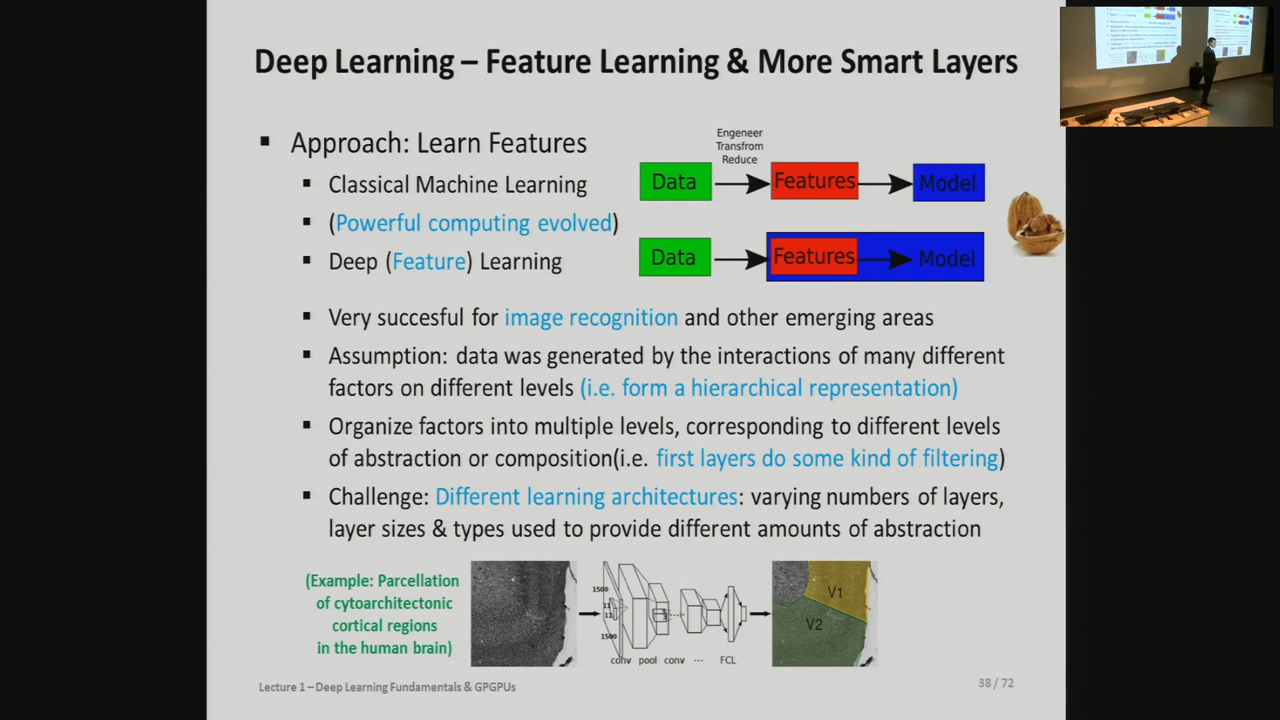 Deep Learning – Feature Learning & More Smart Layers
▪ Approach: Learn Features
▪ Classical Machine Learning
▪ (Powerful computing evolved)
▪ Deep (Feature) Learning
Engeneer
Transfrom
Reduce
Data
Features
Model
Data
Features
Model
▪ Very succesful for image recognition and other emerging areas
▪ Assumption: data was generated by the interactions of many different
factors on different levels (i.e. form a hierarchical representation)
▪ Organize factors into multiple levels, corresponding to different levels
of abstraction or composition(i.e. first layers do some kind of filtering)
▪ Challenge: Different learning architectures: varying numbers of layers,
layer sizes & types used to provide different amounts of abstraction
(Example: Parcellation
of cytoarchitectonic
cortical regions
in the human brain)
1500
11
11
1500
conv pool conv ... FCL
V1
V2
Lecture 1 – Deep Learning Fundamentals & GPGPUs
38 / 72